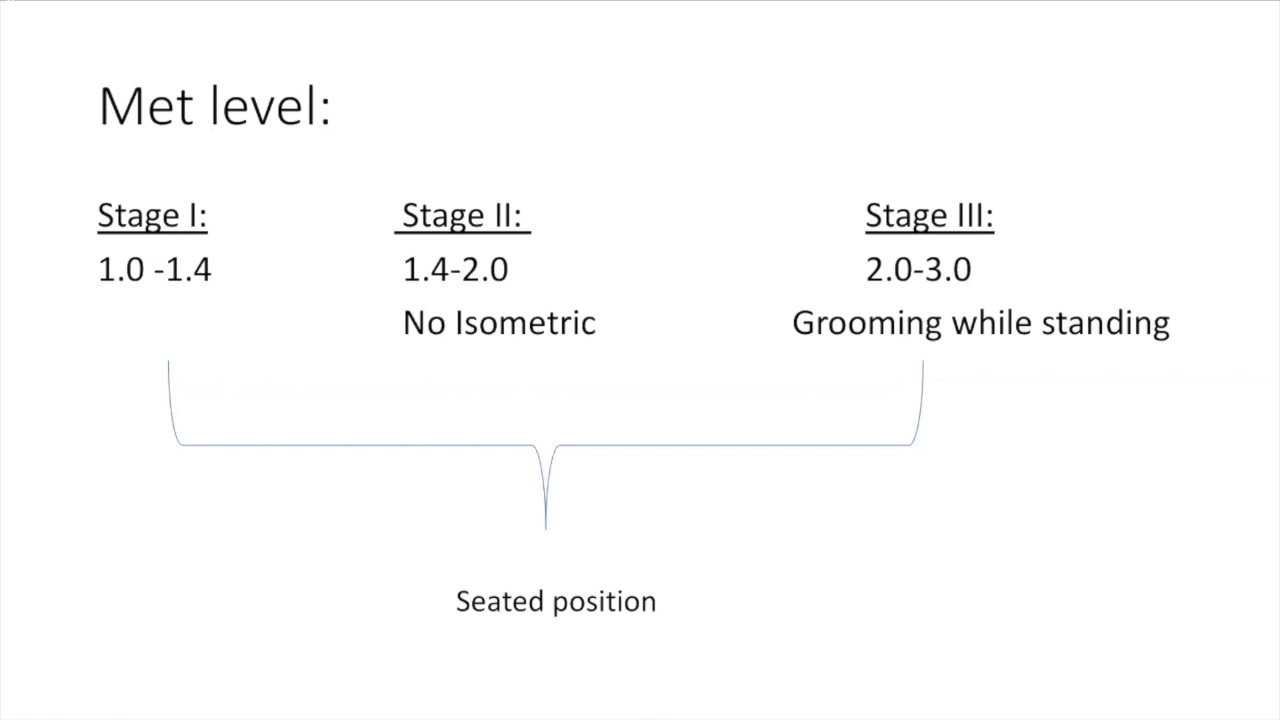 Met level:
Stage I: Stage II: Stage III:
1.0 -1.4 1.4-2.0 2.0-3.0
No Isometric Grooming while standing
Seated position